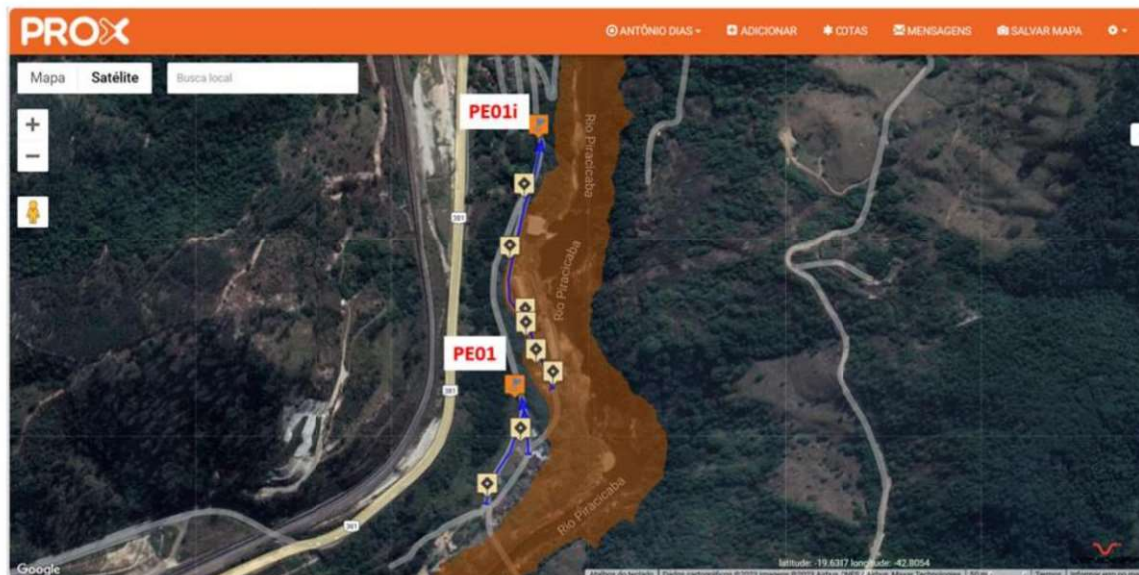 PROX
ANTÔNIO DIAS
ADICIONAR
COTAS
MENSAGENS
SALVAR MAPA
Mapa
Satélite
Busca local
PE01i
Rio Piracicaba
381
Rio Piracicaba
PE01
381
Rio Piracicaba
381
latitude: -19.6317 longitude: -42.8054
Google